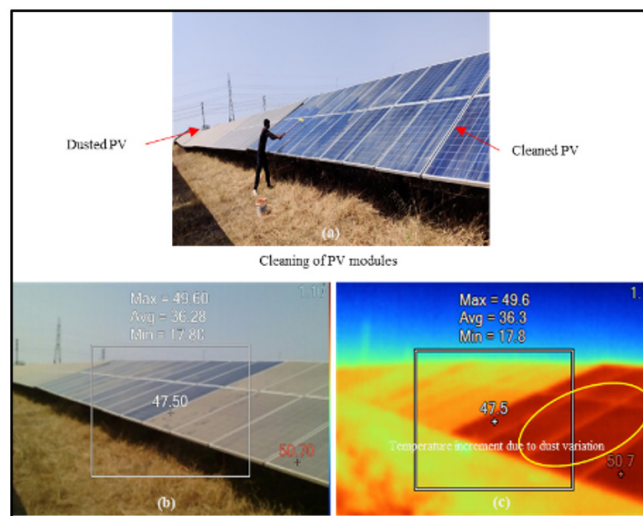 Dusted PV
Cleaned PV
(a)
Cleaning of PV modules
Max = 49.60
Avg = 36.28
Min = 17.80
47.50
50.70
(b)
Max = 49.6
Avg = 36.3
Min = 17.8
47.5
Temperature increment due to dust variation
50.7
(c)